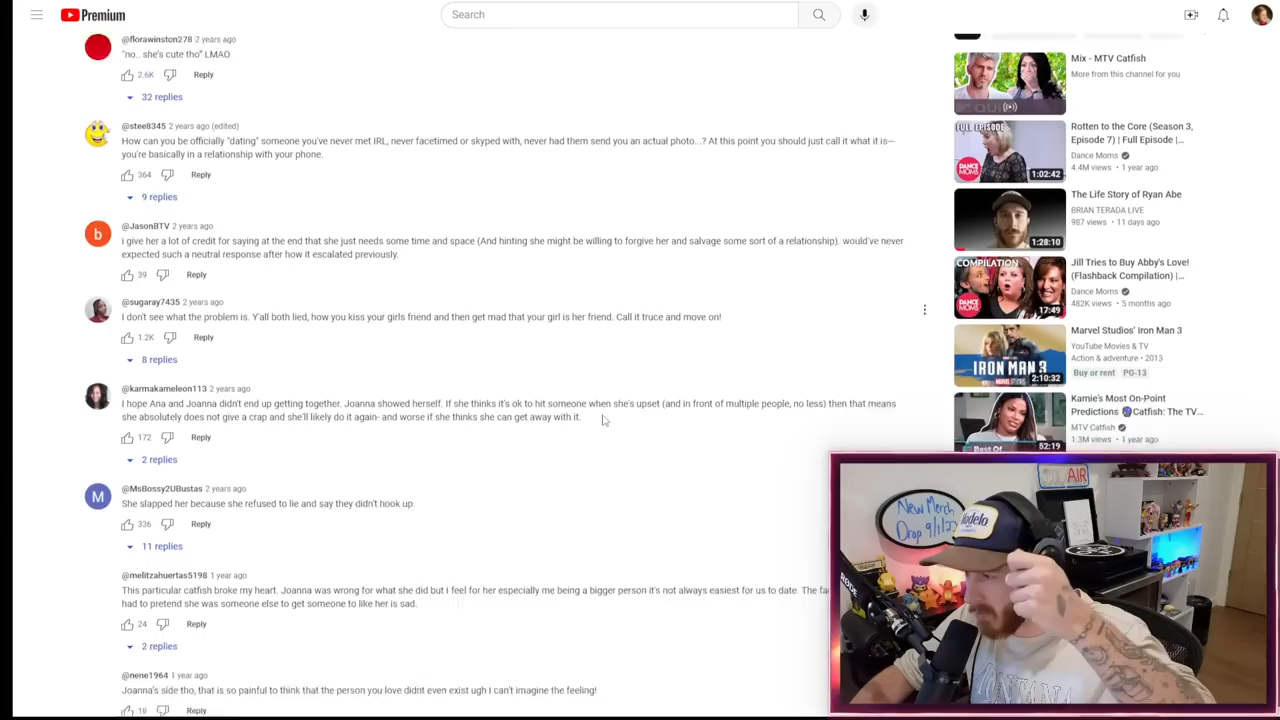 Premium
Search
@florawinston278 2 years ago
"no.. she's cute tho" LMAO
2.6K Reply
32 replies
@stee8345 2 years ago (edited)
How can you be officially "dating" someone you've never met IRL, never facetimed or skyped with, never had them send you an actual photo...? At this point you should just call it what it is—
you're basically in a relationship with your phone.
364 Reply
9 replies
b
@JasonBTV 2 years ago
i give her a lot of credit for saying at the end that she just needs some time and space (And hinting she might be willing to forgive her and salvage some sort of a relationship). would've never
expected such a neutral response after how it escalated previously.
39 Reply
@sugaray7435 2 years ago
I don't see what the problem is. Y'all both lied, how you kiss your girls friend and then get mad that your girl is her friend. Call it truce and move on!
1.2K Reply
8 replies
@karmakameleon113 2 years ago
I hope Ana and Joanna didn't end up getting together. Joanna showed herself. If she thinks it's ok to hit someone when she's upset (and in front of multiple people, no less) then that means
she absolutely does not give a crap and she'll likely do it again- and worse if she thinks she can get away with it.
172 Reply
2 replies
M
@MsBossy2UBustas 2 years ago
She slapped her because she refused to lie and say they didn't hook up.
336 Reply
11 replies
@melitzahuertas5198 1 year ago
This particular catfish broke my heart. Joanna was wrong for what she did but I feel for her especially me being a bigger person it's not always easiest for us to date. The
had to pretend she was someone else to get someone to like her is sad.
24 Reply
2 replies
@nene1964 1 year ago
Joanna's side tho, that is so painful to think that the person you love didnt even exist ugh I can't imagine the feeling!
19 Reply
Mix - MTV Catfish
More from this channel for you
FULL EPISODE
DANCE MOMS
1:02:42
Rotten to the Core (Season 3,
Episode 7) | Full Episode |...
Dance Moms
4.4M views • 1 year ago
1:28:10
The Life Story of Ryan Abe
BRIAN TERADA LIVE
987 views • 11 days ago
COMPILATION
DANCE MOMS
17:49
Jill Tries to Buy Abby's Love!
(Flashback Compilation) |...
Dance Moms
482K views • 5 months ago
IRON MAN 3
2:10:32
Marvel Studios' Iron Man 3
YouTube Movies & TV
Action & adventure • 2013
Buy or rent PG-13
Best Of
52:19
Kamie's Most On-Point
Predictions 🔮Catfish: The TV...
MTV Catfish
1.3M views • 1 year ago
AIR
New Merch
Drop 9/1/2
Modelo